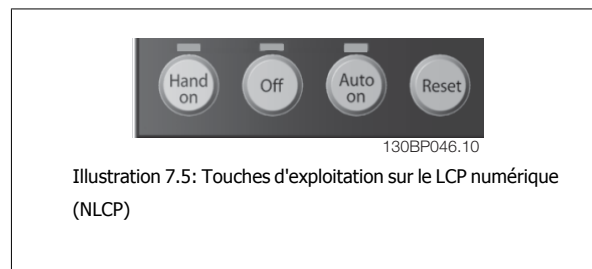 Hand on
Off
Auto on
Reset
130BP046.10
Illustration 7.5: Touches d'exploitation sur le LCP numérique
(NLCP)